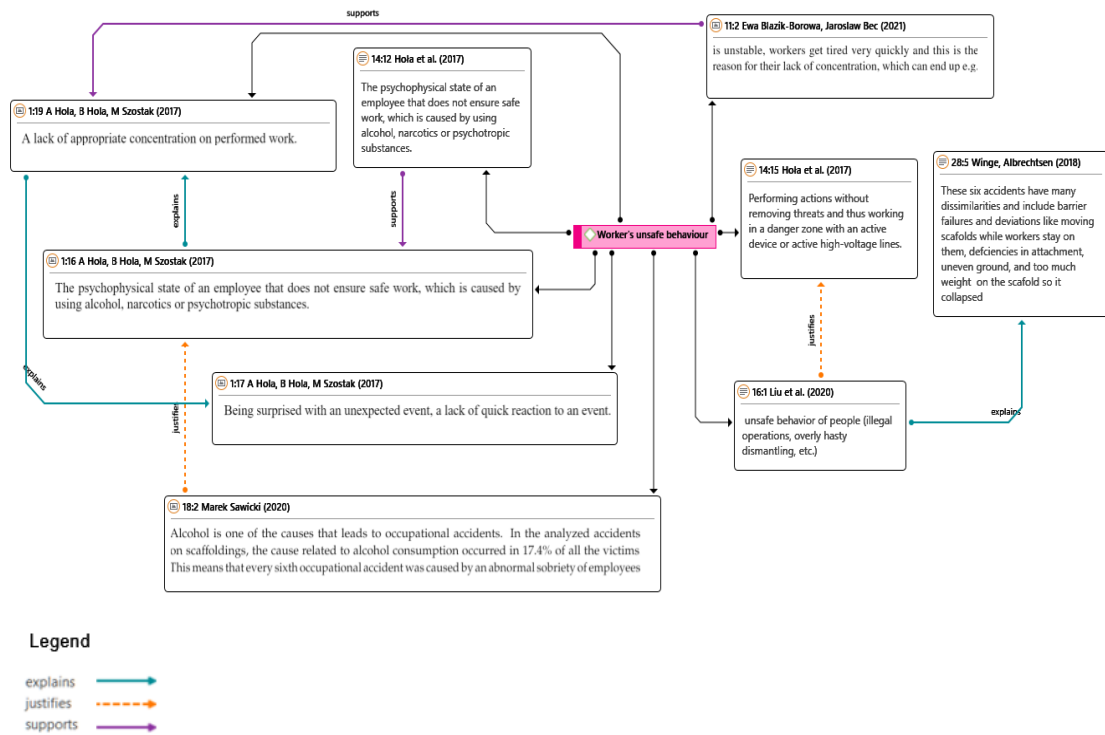 supports
11:2 Ewa Blazik-Borowa, Jaroslaw Bec (2021)
is unstable, workers get tired very quickly and this is the
reason for their lack of concentration, which can end up e.g.
14:12 Hoła et al. (2017)
The psychophysical state of an
employee that does not ensure safe
work, which is caused by using
alcohol, narcotics or psychotropic
substances.
1:19 A Hola, B Hola, M Szostak (2017)
A lack of appropriate concentration on performed work.
14:15 Hoła et al. (2017)
Performing actions without
removing threats and thus working
in a danger zone with an active
device or active high-voltage lines.
28:5 Winge, Albrechtsen (2018)
These six accidents have many
dissimilarities and include barrier
failures and deviations like moving
scafolds while workers stay on
them, defciencies in attachment,
uneven ground, and too much
weight on the scafold so it
collapsed
explains
supports
Worker's unsafe behaviour
1:16 A Hola, B Hola, M Szostak (2017)
The psychophysical state of an employee that does not ensure safe work, which is caused by
using alcohol, narcotics or psychotropic substances.
justifies
explains
1:17 A Hola, B Hola, M Szostak (2017)
Being surprised with an unexpected event, a lack of quick reaction to an event.
justifies
16:1 Liu et al. (2020)
unsafe behavior of people (illegal
operations, overly hasty
dismantling, etc.)
explains
18:2 Marek Sawicki (2020)
Alcohol is one of the causes that leads to occupational accidents. In the analyzed accidents
on scaffoldings, the cause related to alcohol consumption occurred in 17.4% of all the victims
This means that every sixth occupational accident was caused by an abnormal sobriety of employees
Legend
explains
justifies
supports